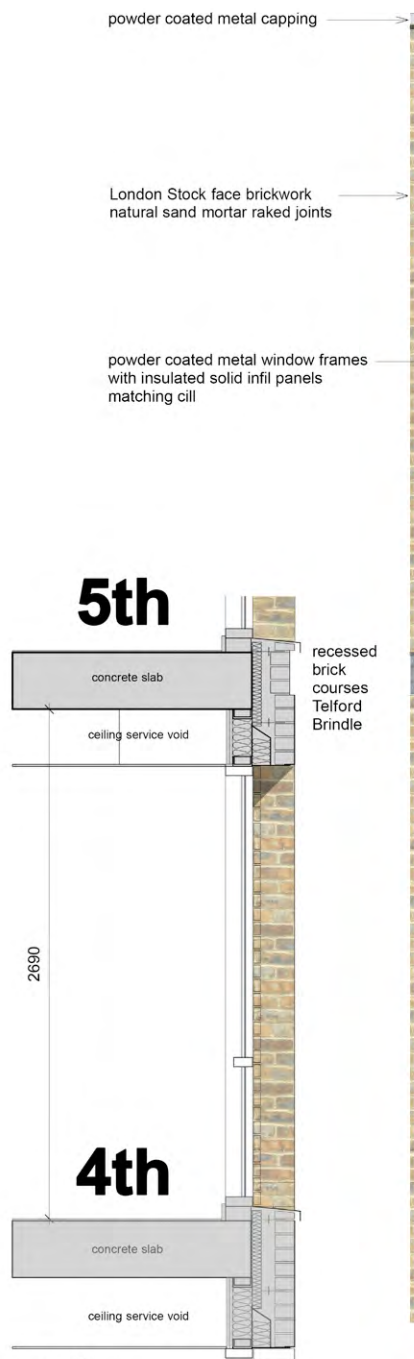 powder coated metal capping
London Stock face brickwork
natural sand mortar raked joints
powder coated metal window frames
with insulated solid infil panels
matching cill
5th
concrete slab
ceiling service void
recessed
brick
courses
Telford
Brindle
2690
4th
concrete slab
ceiling service void